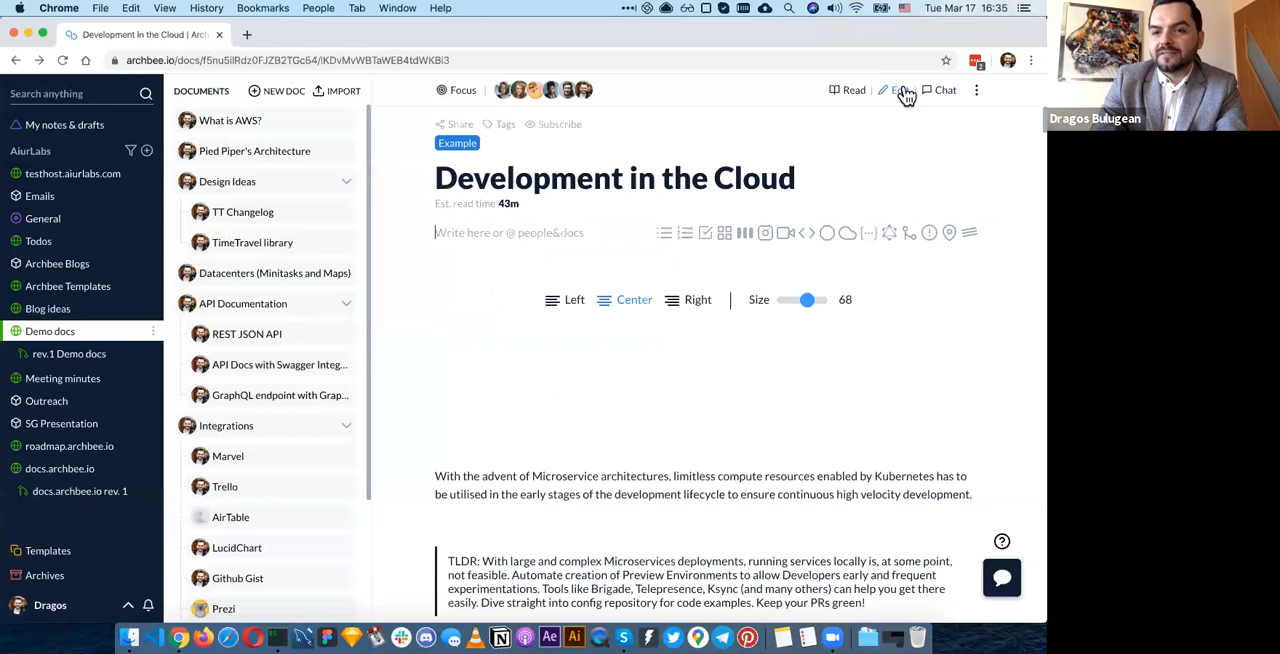 Chrome File Edit View History Bookmarks People Tab Window Help Tue Mar 17 16:35
Development in the Cloud | Arch
archbee.io/docs/f5nu5ilRdz0FJZB2TGc54/lKDvMvWBTaWEB4tdWKBi3
2
Dragos Bulugean
Search anything
My notes & drafts
AiurLabs
testhost.aiurlabs.com
Emails
General
Todos
Archbee Blogs
Archbee Templates
Blog ideas
Demo docs
rev.1 Demo docs
Meeting minutes
Outreach
SG Presentation
roadmap.archbee.io
docs.archbee.io
docs.archbee.io rev. 1
Templates
Archives
Dragos
DOCUMENTS NEW DOC IMPORT
What is AWS?
Pied Piper's Architecture
Design Ideas
TT Changelog
TimeTravel library
Datacenters (Minitasks and Maps)
API Documentation
REST JSON API
API Docs with Swagger Integ...
GraphQL endpoint with Grap...
Integrations
Marvel
Trello
AirTable
LucidChart
Github Gist
Prezi
Focus Read Chat
Share Tags Subscribe
Example
Development in the Cloud
Est. read time 43m
Write here or @ people&docs
Left Center Right Size 68
With the advent of Microservice architectures, limitless compute resources enabled by Kubernetes has to
be utilised in the early stages of the development lifecycle to ensure continuous high velocity development.
TLDR: With large and complex Microservices deployments, running services locally is, at some point,
not feasible. Automate creation of Preview Environments to allow Developers early and frequent
experimentations. Tools like Brigade, Telepresence, Ksync (and many others) can help you get there
easily. Dive straight into config repository for code examples. Keep your PRs green!
Ae Ai